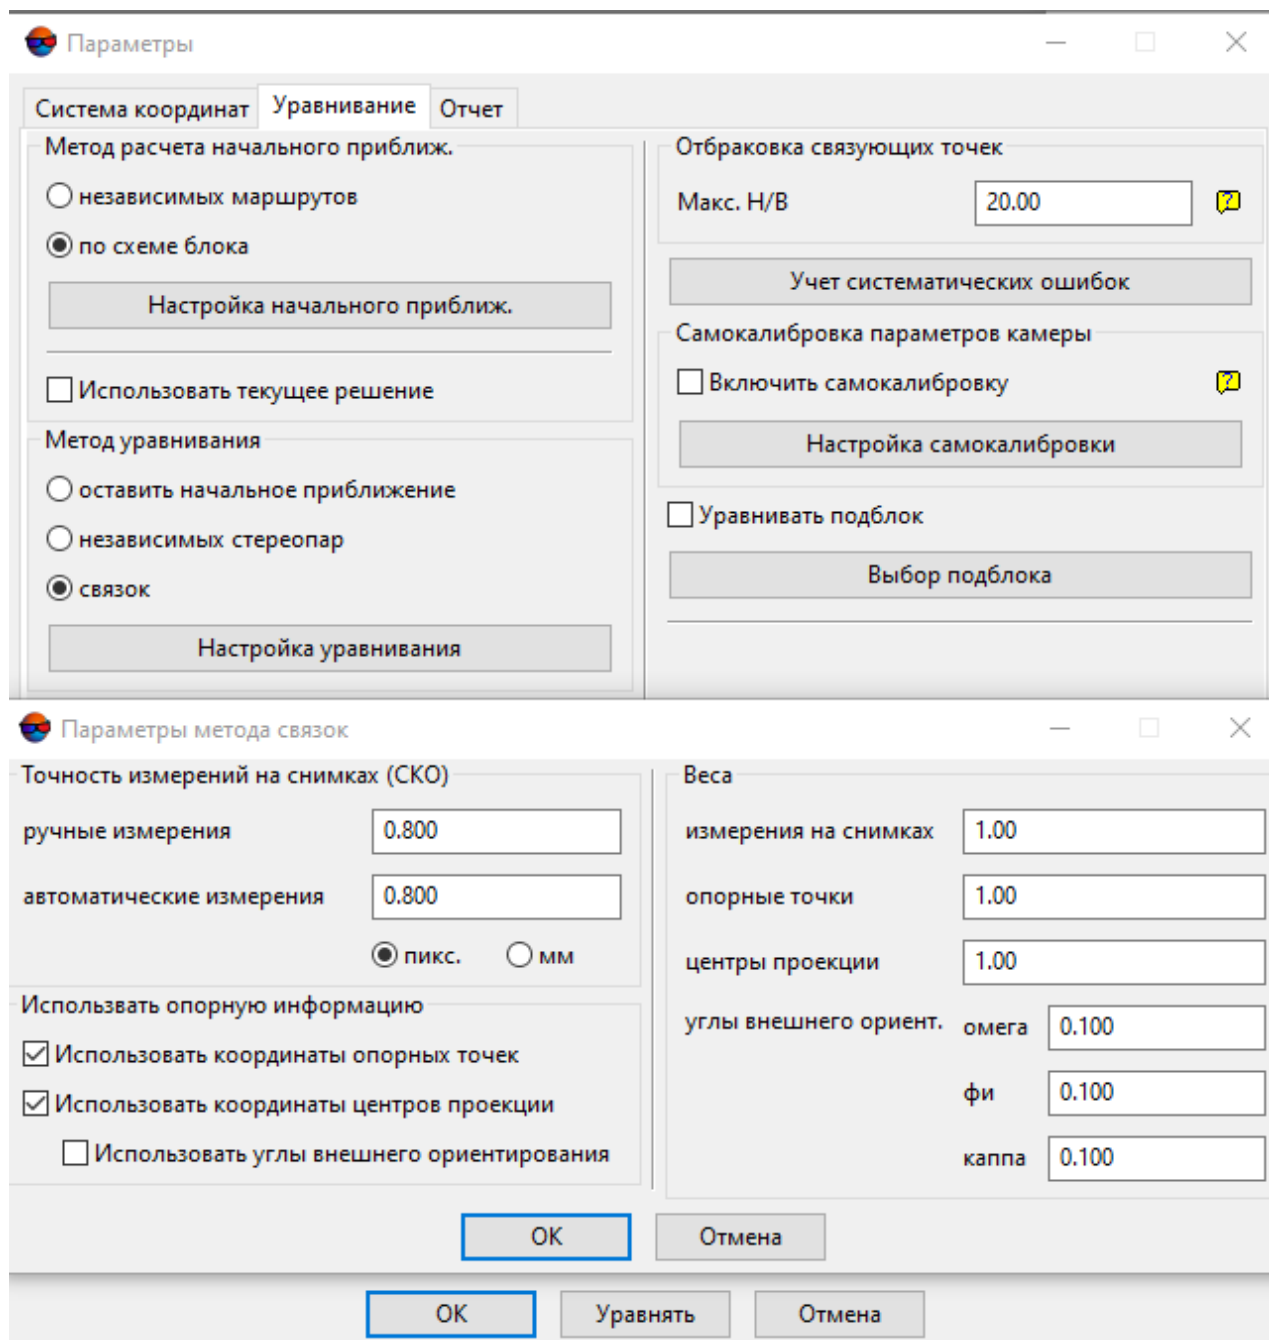 Параметры
Система координат Уравнивание Отчет
Метод расчета начального приближ.
независимых маршрутов
по схеме блока
Настройка начального приближ.
Использовать текущее решение
Метод уравнивания
оставить начальное приближение
независимых стереопар
связок
Настройка уравнивания
Отбраковка связующих точек
Макс. Н/В 20.00 ?
Учет систематических ошибок
Самокалибровка параметров камеры
Включить самокалибровку ?
Настройка самокалибровки
Уравнивать подблок
Выбор подблока
Параметры метода связок
Точность измерений на снимках (СКО)
ручные измерения 0.800
автоматические измерения 0.800
пикс. мм
Использвать опорную информацию
Использовать координаты опорных точек
Использовать координаты центров проекции
Использовать углы внешнего ориентирования
Веса
измерения на снимках 1.00
опорные точки 1.00
центры проекции 1.00
углы внешнего ориент. омега 0.100
фи 0.100
каппа 0.100
OK Отмена
OK Уравнять Отмена